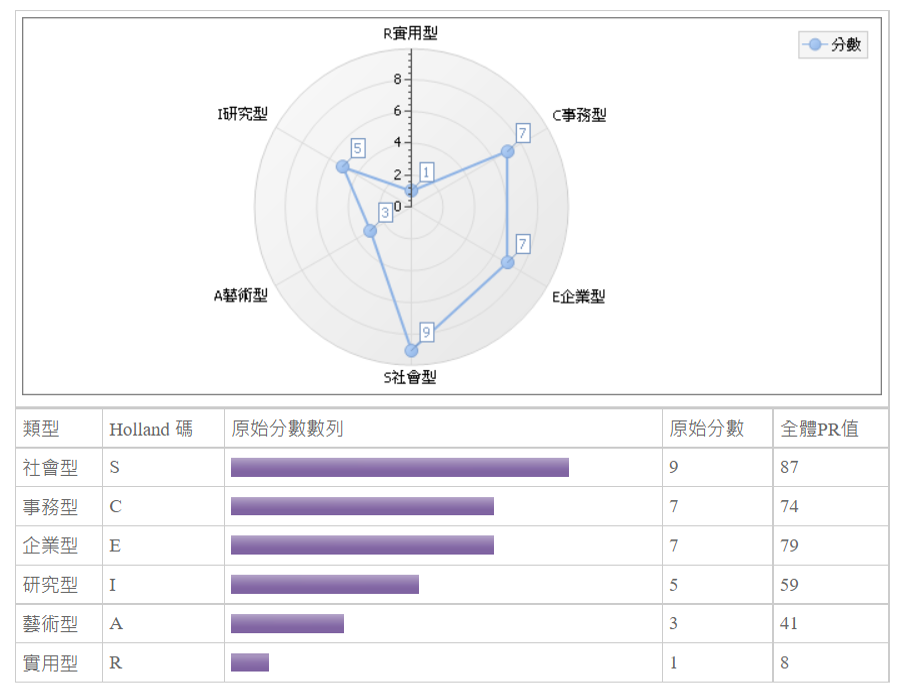 R實用型
分數
8
I研究型
6
C事務型
7
5
4
2
1
3
0
7
A藝術型
E企業型
9
S社會型
類型 Holland 碼 原始分數數列 原始分數 全體PR值
社會型 S 9 87
事務型 C 7 74
企業型 E 7 79
研究型 I 5 59
藝術型 A 3 41
實用型 R 1 8